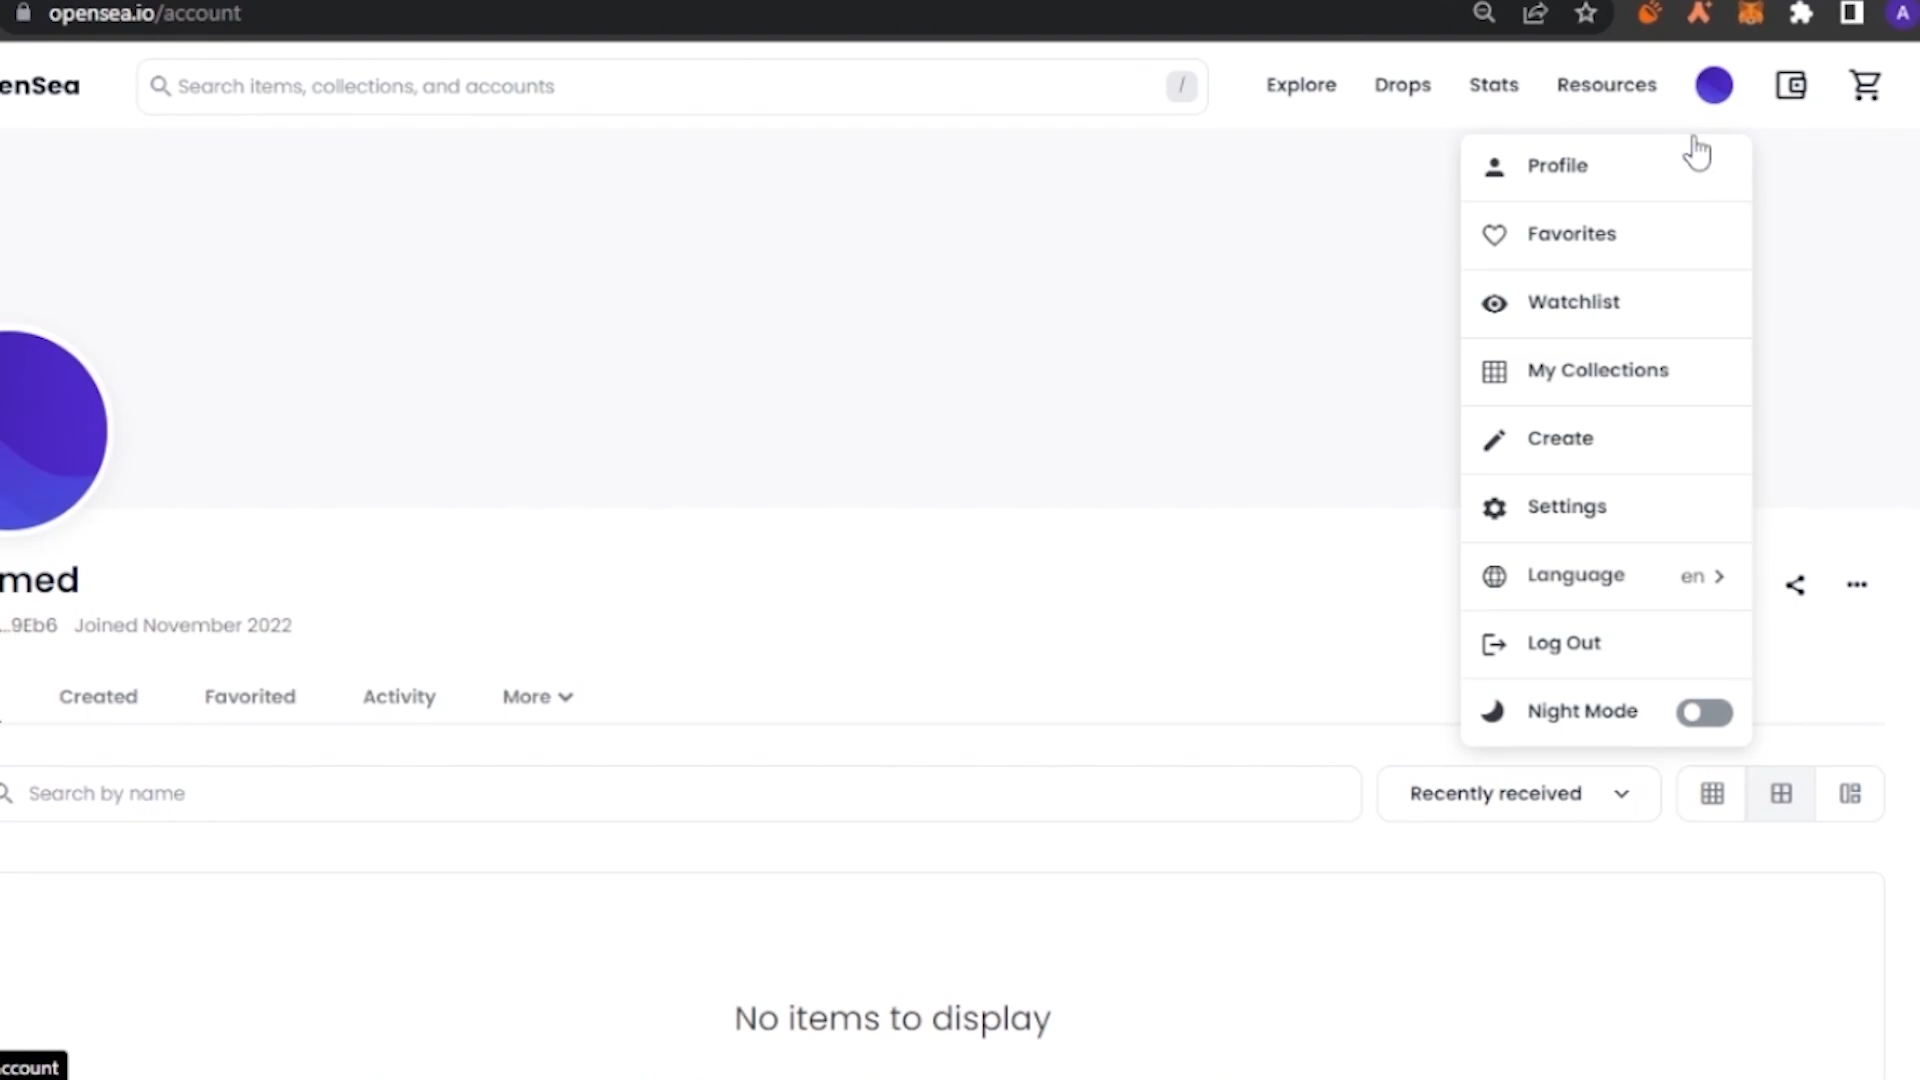 opensea.io/account
A
enSea
Search items, collections, and accounts
/
Explore
Drops
Stats
Resources
Profile
Favorites
Watchlist
My Collections
Create
Settings
Language
en
Log Out
Night Mode
med
...9Eb6
Joined November 2022
Created
Favorited
Activity
More
Search by name
Recently received
No items to display
ccount